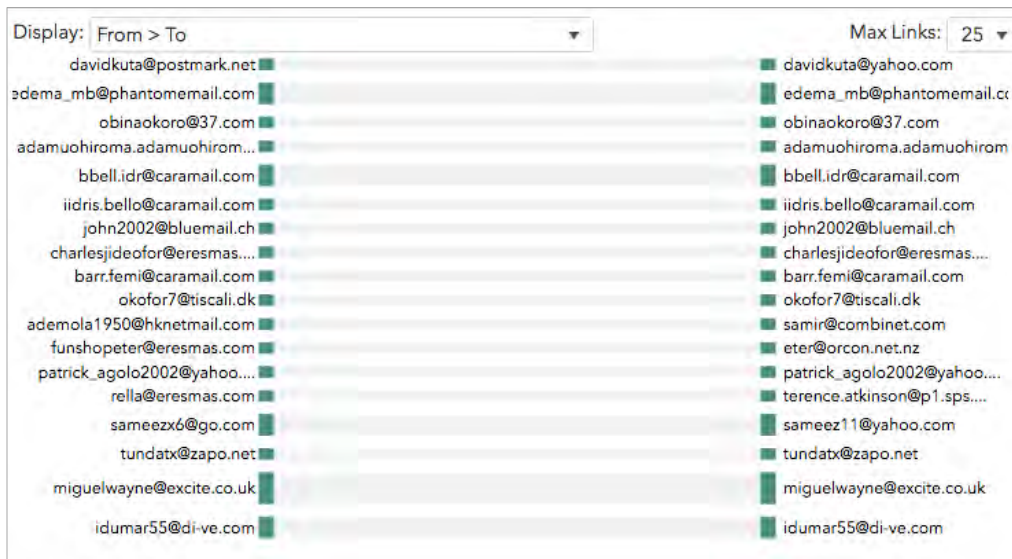 Display: From > To Max Links: 25
davidkuta@postmark.net davidkuta@yahoo.com
edema_mb@phantomemail.com edema_mb@phantomemail.cc
obinaokoro@37.com obinaokoro@37.com
adamuohiroma.adamuohirom... adamuohiroma.adamuohirom
bbell.idr@caramail.com bbell.idr@caramail.com
iidris.bello@caramail.com iidris.bello@caramail.com
john2002@bluemail.ch john2002@bluemail.ch
charlesjideofor@eresmas.... charlesjideofor@eresmas....
barr.femi@caramail.com barr.femi@caramail.com
okofor7@tiscali.dk okofor7@tiscali.dk
ademola1950@hknetmail.com samir@combinet.com
funshopeter@eresmas.com eter@orcon.net.nz
patrick_agolo2002@yahoo.... patrick_agolo2002@yahoo....
rella@eresmas.com terence.atkinson@p1.sps....
sameezx6@go.com sameez11@yahoo.com
tundatx@zapo.net tundatx@zapo.net
miguelwayne@excite.co.uk miguelwayne@excite.co.uk
idumar55@di-ve.com idumar55@di-ve.com